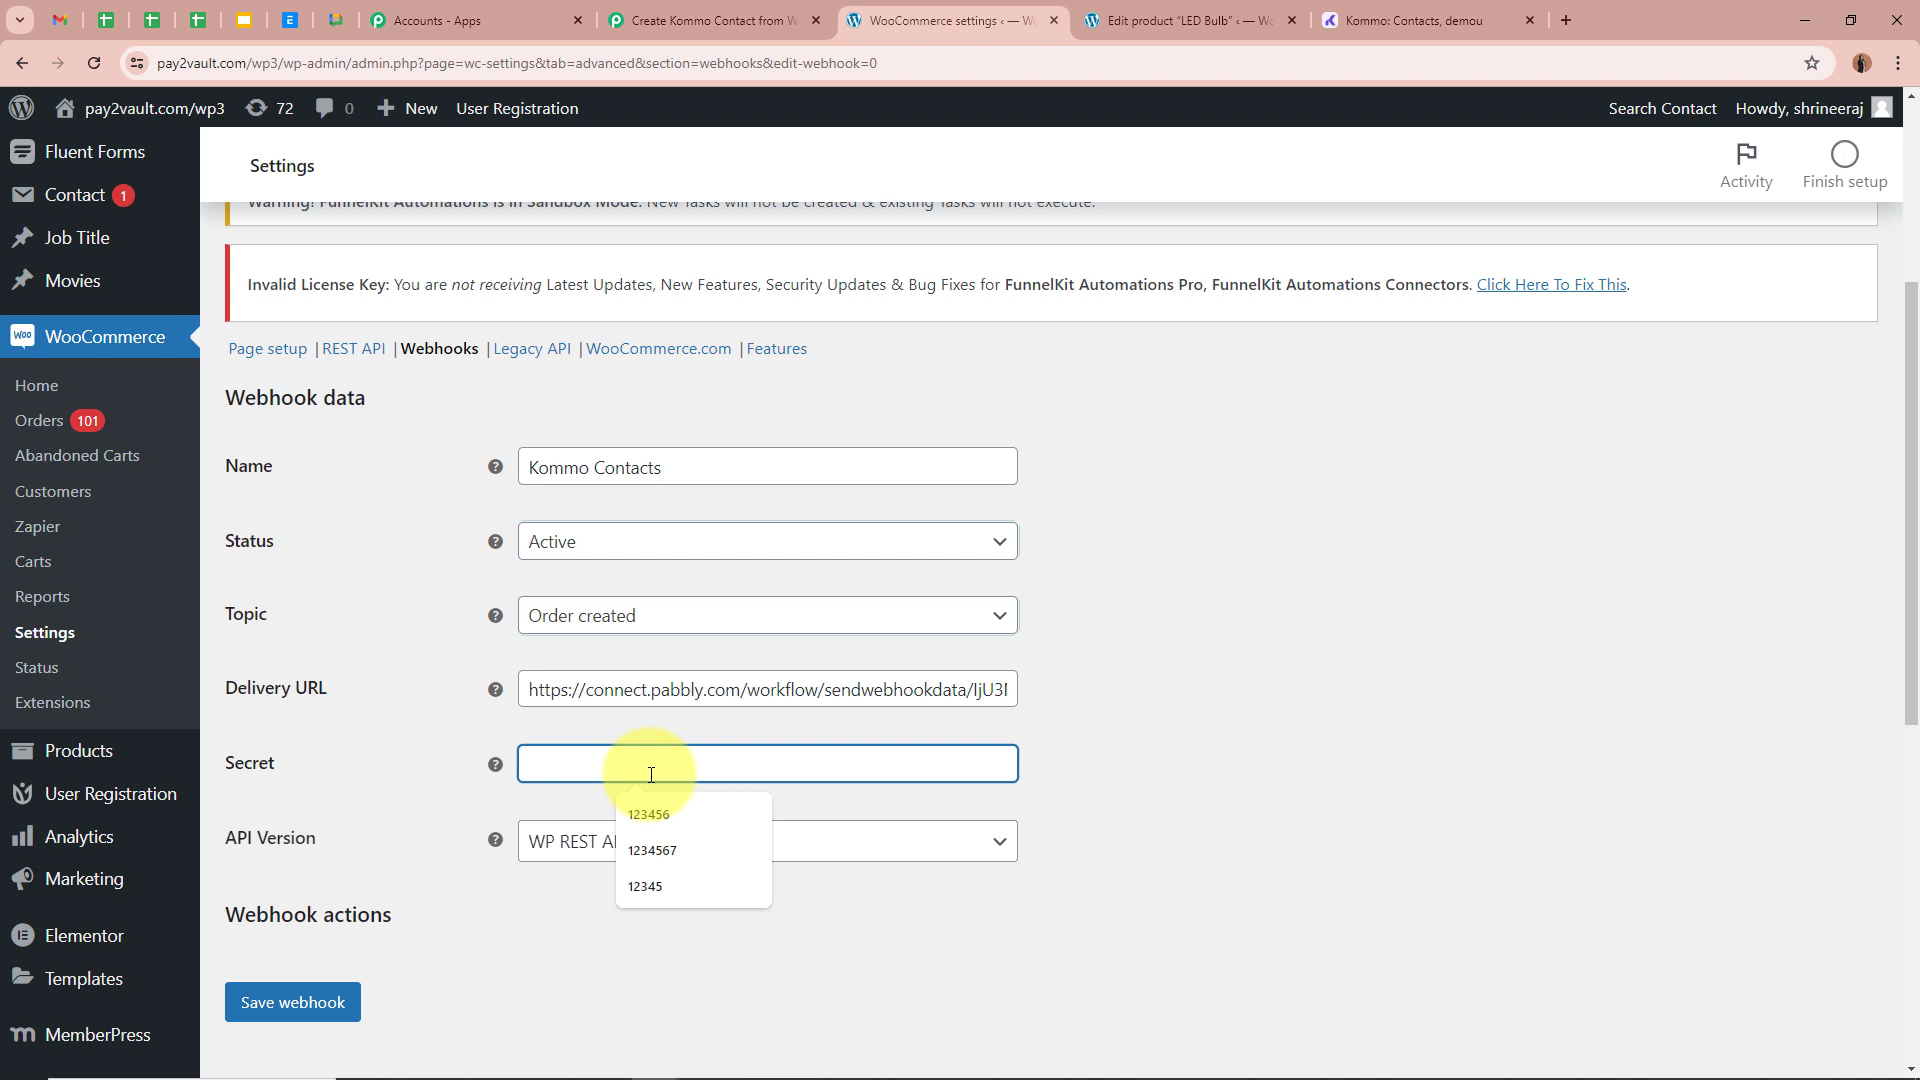 Accounts - Apps
Create Kommo Contact from W
WooCommerce settings ‹ — W
Edit product “LED Bulb” ‹ — Wo
Kommo: Contacts, demou
pay2vault.com/wp3/wp-admin/admin.php?page=wc-settings&tab=advanced&section=webhooks&edit-webhook=0
pay2vault.com/wp3
72
0
New
User Registration
Search Contact
Howdy, shrineeraj
Fluent Forms
Contact 1
Job Title
Movies
WooCommerce
Home
Orders 101
Abandoned Carts
Customers
Zapier
Carts
Reports
Settings
Status
Extensions
Products
User Registration
Analytics
Marketing
Elementor
Templates
MemberPress
Settings
Activity
Finish setup
Warning! FunnelKit Automations is in Sandbox Mode. New Tasks will not be created & existing Tasks will not execute.
Invalid License Key: You are not receiving Latest Updates, New Features, Security Updates & Bug Fixes for FunnelKit Automations Pro, FunnelKit Automations Connectors. Click Here To Fix This.
Page setup | REST API | Webhooks | Legacy API | WooCommerce.com | Features
Webhook data
Name
Kommo Contacts
Status
Active
Topic
Order created
Delivery URL
https://connect.pabbly.com/workflow/sendwebhookdata/IjU3I
Secret
123456
1234567
12345
API Version
WP REST AP
Webhook actions
Save webhook